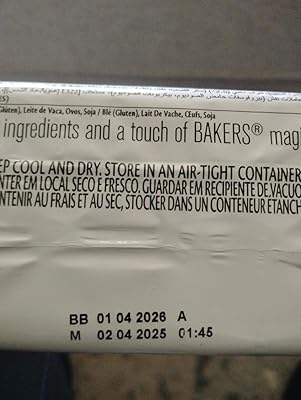 (Glúten), Leite de Vaca, Ovos, Soja / Blé (Gluten), Lait De Vache, Œufs, Soja
ingredients and a touch of BAKERS® mag
EP COOL AND DRY. STORE IN AN AIR-TIGHT CONTAINER
NTER EM LOCAL SECO E FRESCO. GUARDAR EM RECIPIENTE DE VACUO
NTENIR AU FRAIS ET AU SEC, STOCKER DANS UN CONTENEUR ETANCH
BB 01 04 2026 A
M 02 04 2025 01:45